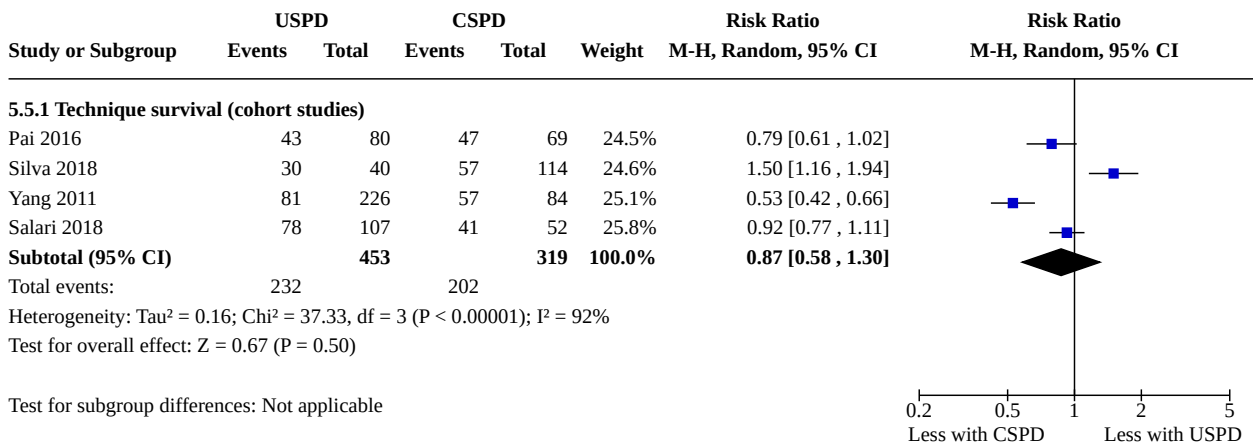 USPD CSPD Risk Ratio Risk Ratio
Study or Subgroup Events Total Events Total Weight M-H, Random, 95% CI M-H, Random, 95% CI
5.5.1 Technique survival (cohort studies)
Pai 2016 43 80 47 69 24.5% 0.79 [0.61 , 1.02]
Silva 2018 30 40 57 114 24.6% 1.50 [1.16 , 1.94]
Yang 2011 81 226 57 84 25.1% 0.53 [0.42 , 0.66]
Salari 2018 78 107 41 52 25.8% 0.92 [0.77 , 1.11]
Subtotal (95% CI) 453 319 100.0% 0.87 [0.58 , 1.30]
Total events: 232 202
Heterogeneity: Tau² = 0.16; Chi² = 37.33, df = 3 (P < 0.00001); I² = 92%
Test for overall effect: Z = 0.67 (P = 0.50)
Test for subgroup differences: Not applicable
0.2 0.5 1 2 5
Less with CSPD Less with USPD